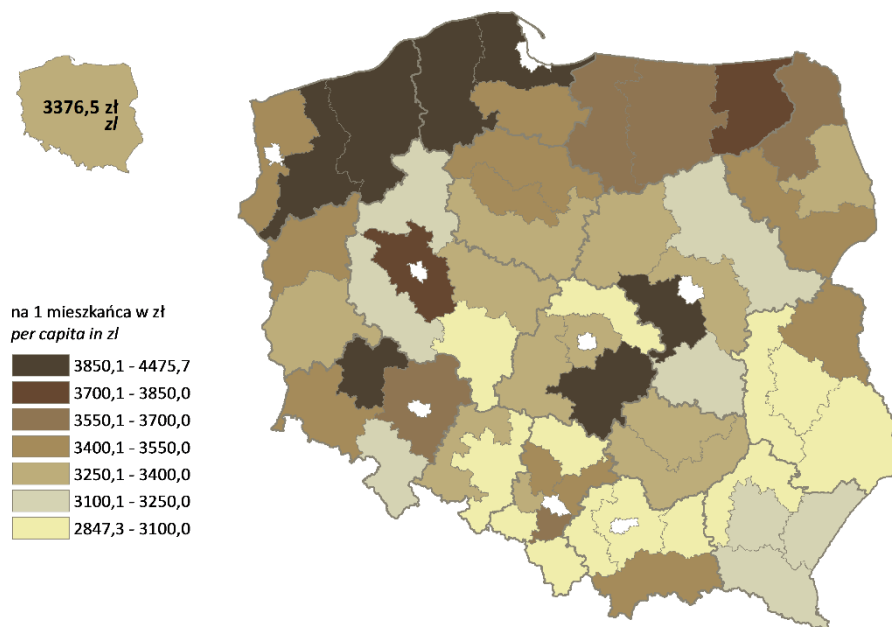 3376,5 zł
zl
na 1 mieszkańca w zł
per capita in zl
3850,1 - 4475,7
3700,1 - 3850,0
3550,1 - 3700,0
3400,1 - 3550,0
3250,1 - 3400,0
3100,1 - 3250,0
2847,3 - 3100,0